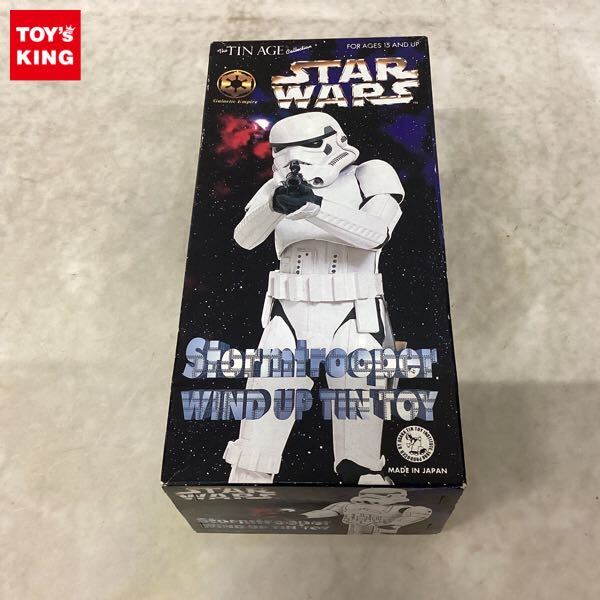 TOY'S
KING
The TIN AGE Collection
FOR AGES 15 AND UP
STAR
WARS
Galactic Empire
Stormtrooper
WIND UP TIN TOY
MADE IN JAPAN
STAR
WARS
Stormtrooper
WIND UP TIN TOY